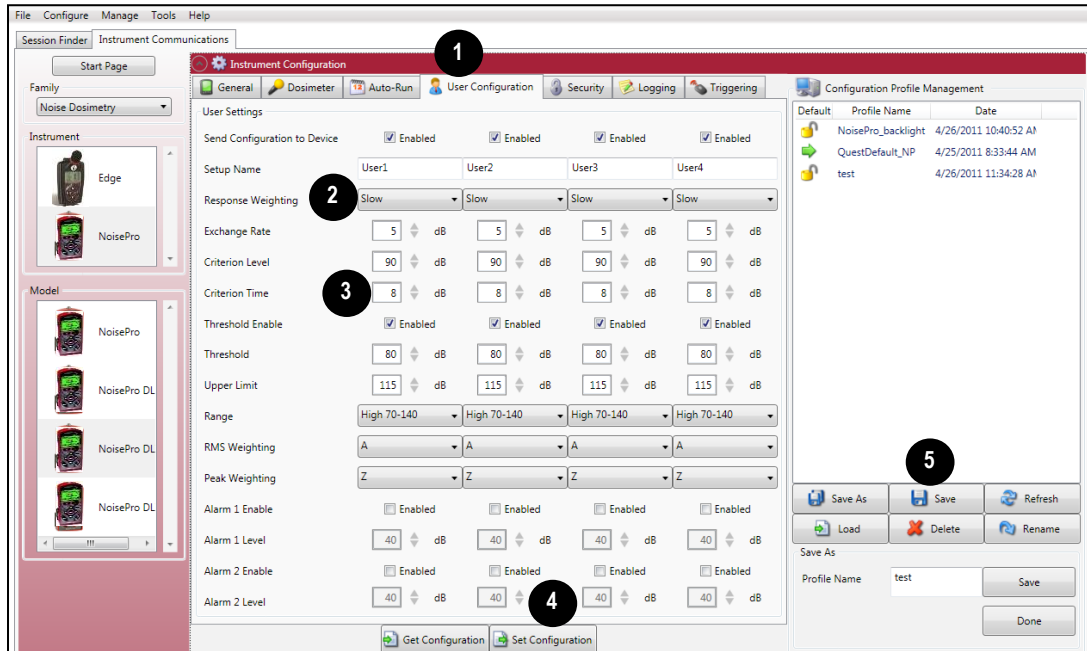 File Configure Manage Tools Help
Session Finder Instrument Communications
1
Start Page
Family
Noise Dosimetry
Instrument
Edge
NoisePro
Model
NoisePro
NoisePro DL
NoisePro DL
NoisePro DL
Instrument Configuration
General Dosimeter 12 Auto-Run User Configuration Security Logging Triggering
User Settings
Send Configuration to Device Enabled Enabled Enabled Enabled
Setup Name User1 User2 User3 User4
Response Weighting 2 Slow Slow Slow Slow
Exchange Rate 5 dB 5 dB 5 dB 5 dB
Criterion Level 90 dB 90 dB 90 dB 90 dB
Criterion Time 3 8 dB 8 dB 8 dB 8 dB
Threshold Enable Enabled Enabled Enabled Enabled
Threshold 80 dB 80 dB 80 dB 80 dB
Upper Limit 115 dB 115 dB 115 dB 115 dB
Range High 70-140 High 70-140 High 70-140 High 70-140
RMS Weighting A A A A
Peak Weighting Z Z Z Z
Alarm 1 Enable Enabled Enabled Enabled Enabled
Alarm 1 Level 40 dB 40 dB 40 dB 40 dB
Alarm 2 Enable Enabled Enabled Enabled Enabled
Alarm 2 Level 40 dB 40 dB 40 dB 40 dB
4
Get Configuration Set Configuration
Configuration Profile Management
Default Profile Name Date
NoisePro_backlight 4/26/2011 10:40:52 AM
QuestDefault_NP 4/25/2011 8:33:44 AM
test 4/26/2011 11:34:28 AM
5
Save As Save Refresh
Load Delete Rename
Save As
Profile Name test Save
Done